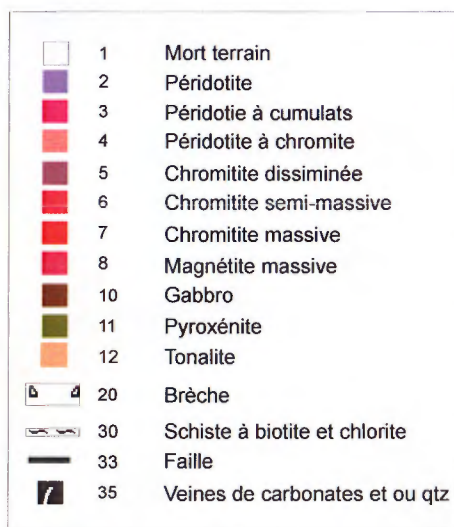 1 Mort terrain
2 Péridotite
3 Péridotie à cumulats
4 Péridotite à chromite
5 Chromitite dissiminée
6 Chromitite semi-massive
7 Chromitite massive
8 Magnétite massive
10 Gabbro
11 Pyroxénite
12 Tonalite
20 Brèche
30 Schiste à biotite et chlorite
33 Faille
35 Veines de carbonates et ou qtz